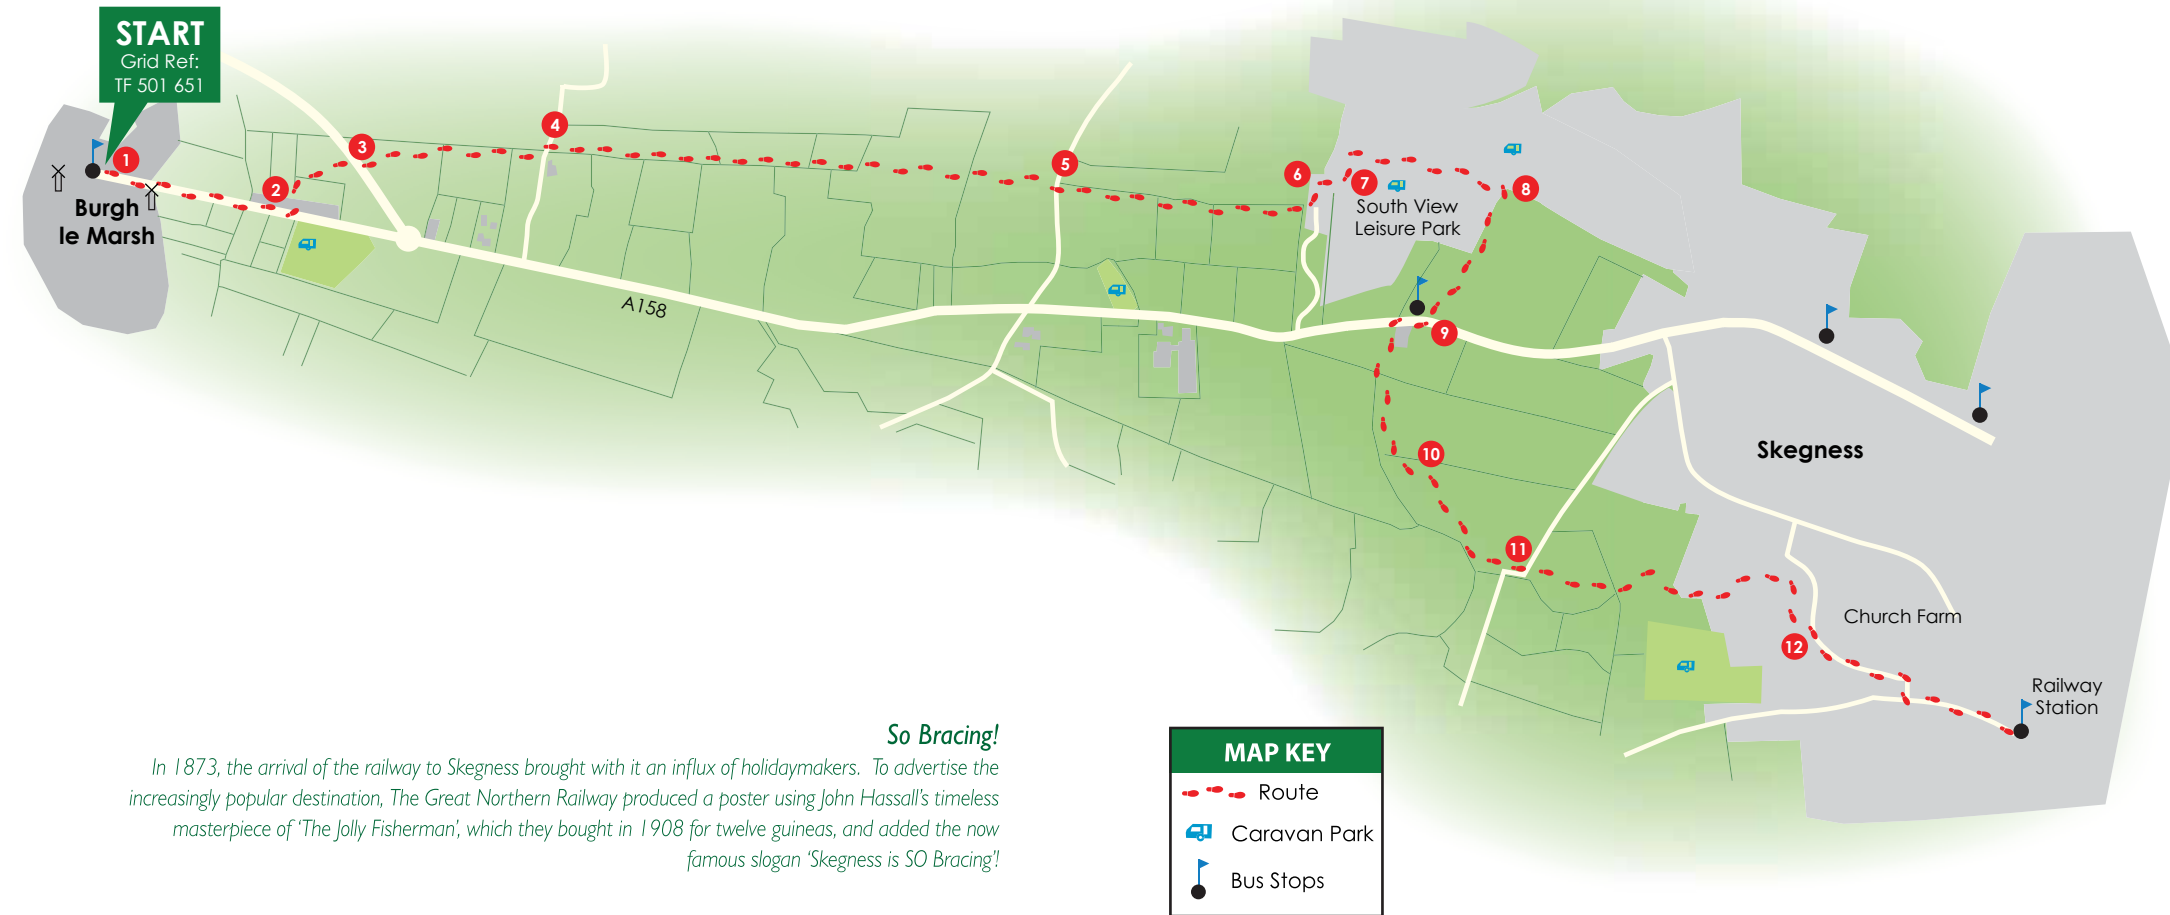 START
Grid Ref:
TF 501 651
1
2
3
4
5
6
7
8
9
10
11
12
Burgh
le Marsh
A158
South View
Leisure Park
Skegness
Church Farm
Railway
Station
So Bracing!
In 1873, the arrival of the railway to Skegness brought with it an influx of holidaymakers. To advertise the
increasingly popular destination, The Great Northern Railway produced a poster using John Hassall's timeless
masterpiece of 'The Jolly Fisherman', which they bought in 1908 for twelve guineas, and added the now
famous slogan 'Skegness is SO Bracing'!
MAP KEY
Route
Caravan Park
Bus Stops